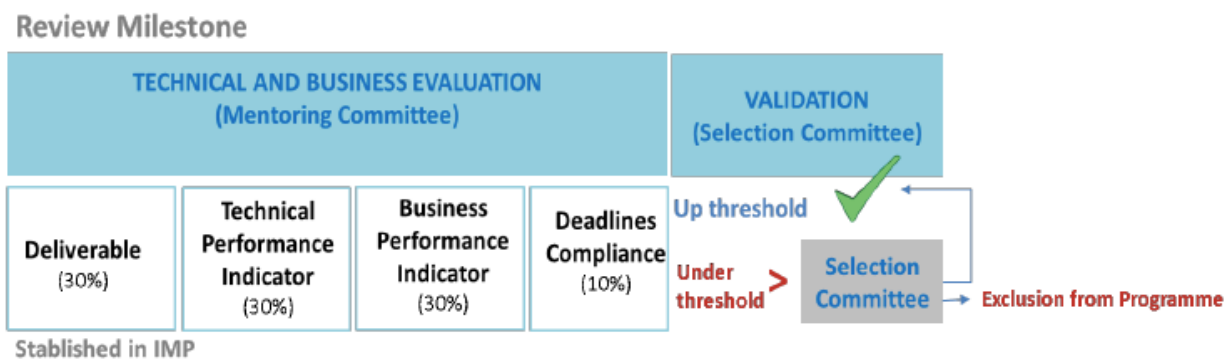 Review Milestone
TECHNICAL AND BUSINESS EVALUATION
(Mentoring Committee)
VALIDATION
(Selection Committee)
Deliverable
(30%)
Technical
Performance
Indicator
(30%)
Business
Performance
Indicator
(30%)
Deadlines
Compliance
(10%)
Up threshold
Under
threshold
>
Selection
Committee
Exclusion from Programme
Stablished in IMP